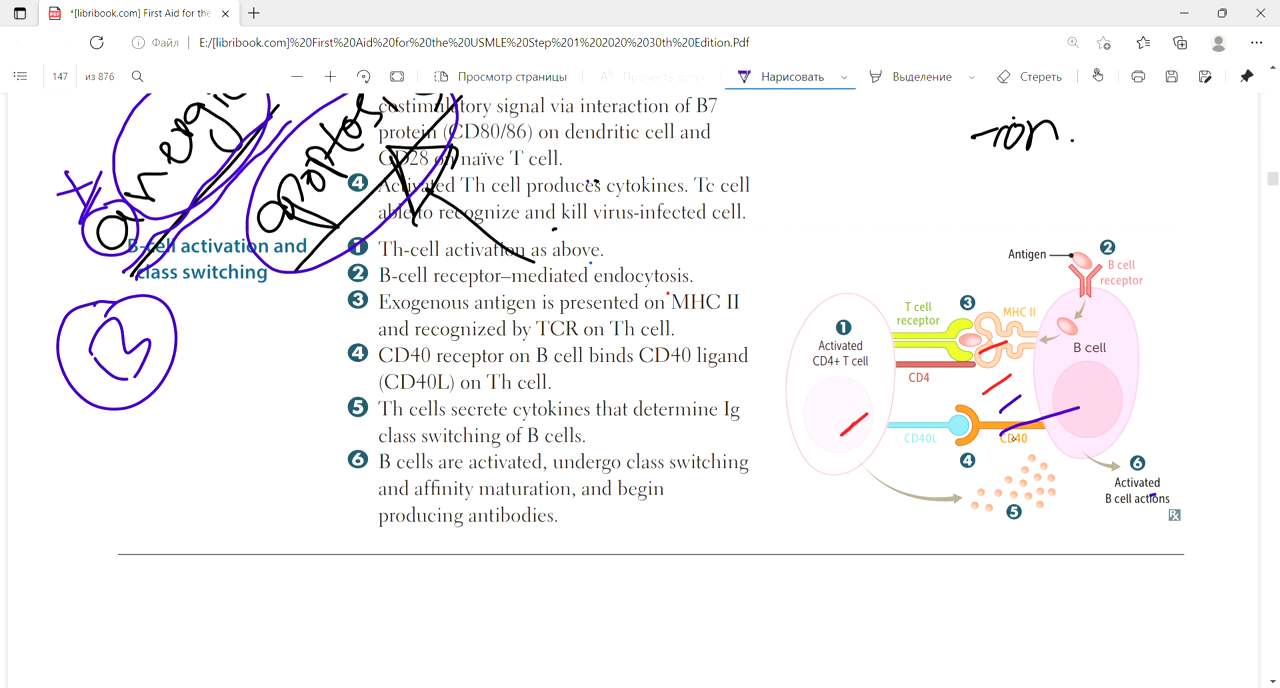 *[libribook.com] First Aid for the
Файл
E:/[libribook.com]%20First%20Aid%20for%20the%20USMLE%20Step%201%202020%2030th%20Edition.Pdf
147 из 876
Просмотр страницы
Нарисовать
Выделение
Стереть
costimulatory signal via interaction of B7
protein (CD80/86) on dendritic cell and
CD28 on naïve T cell.
4 Activated Th cell produces cytokines. Tc cell
able to recognize and kill virus-infected cell.
B-cell activation and
class switching
1 Th-cell activation as above.
2 B-cell receptor–mediated endocytosis.
3 Exogenous antigen is presented on MHC II
and recognized by TCR on Th cell.
4 CD40 receptor on B cell binds CD40 ligand
(CD40L) on Th cell.
5 Th cells secrete cytokines that determine Ig
class switching of B cells.
6 B cells are activated, undergo class switching
and affinity maturation, and begin
producing antibodies.
3
-ion.
Antigen
2
B cell
receptor
T cell
receptor
3
MHC II
1
Activated
CD4+ T cell
B cell
CD4
CD40L
CD40
4
5
6
Activated
B cell actions
Rx